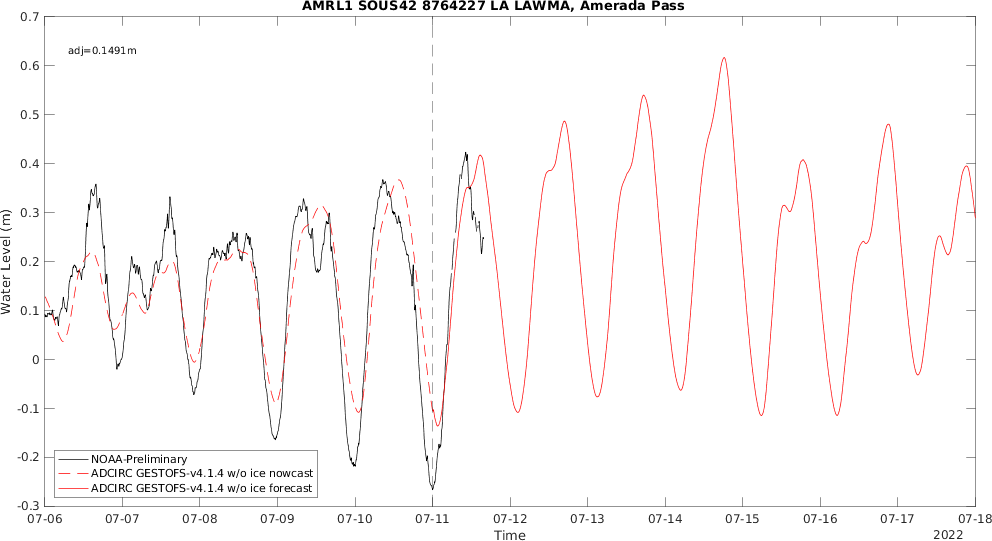 AMRL1 SOUS42 8764227 LA LAWMA, Amerada Pass
adj=0.1491m
0.7
0.6
0.5
0.4
0.3
0.2
0.1
0
-0.1
-0.2
-0.3
Water Level (m)
NOAA-Preliminary
ADCIRC GESTOFS-v4.1.4 w/o ice nowcast
ADCIRC GESTOFS-v4.1.4 w/o ice forecast
07-06 07-07 07-08 07-09 07-10 07-11 07-12 07-13 07-14 07-15 07-16 07-17 07-18
Time
2022